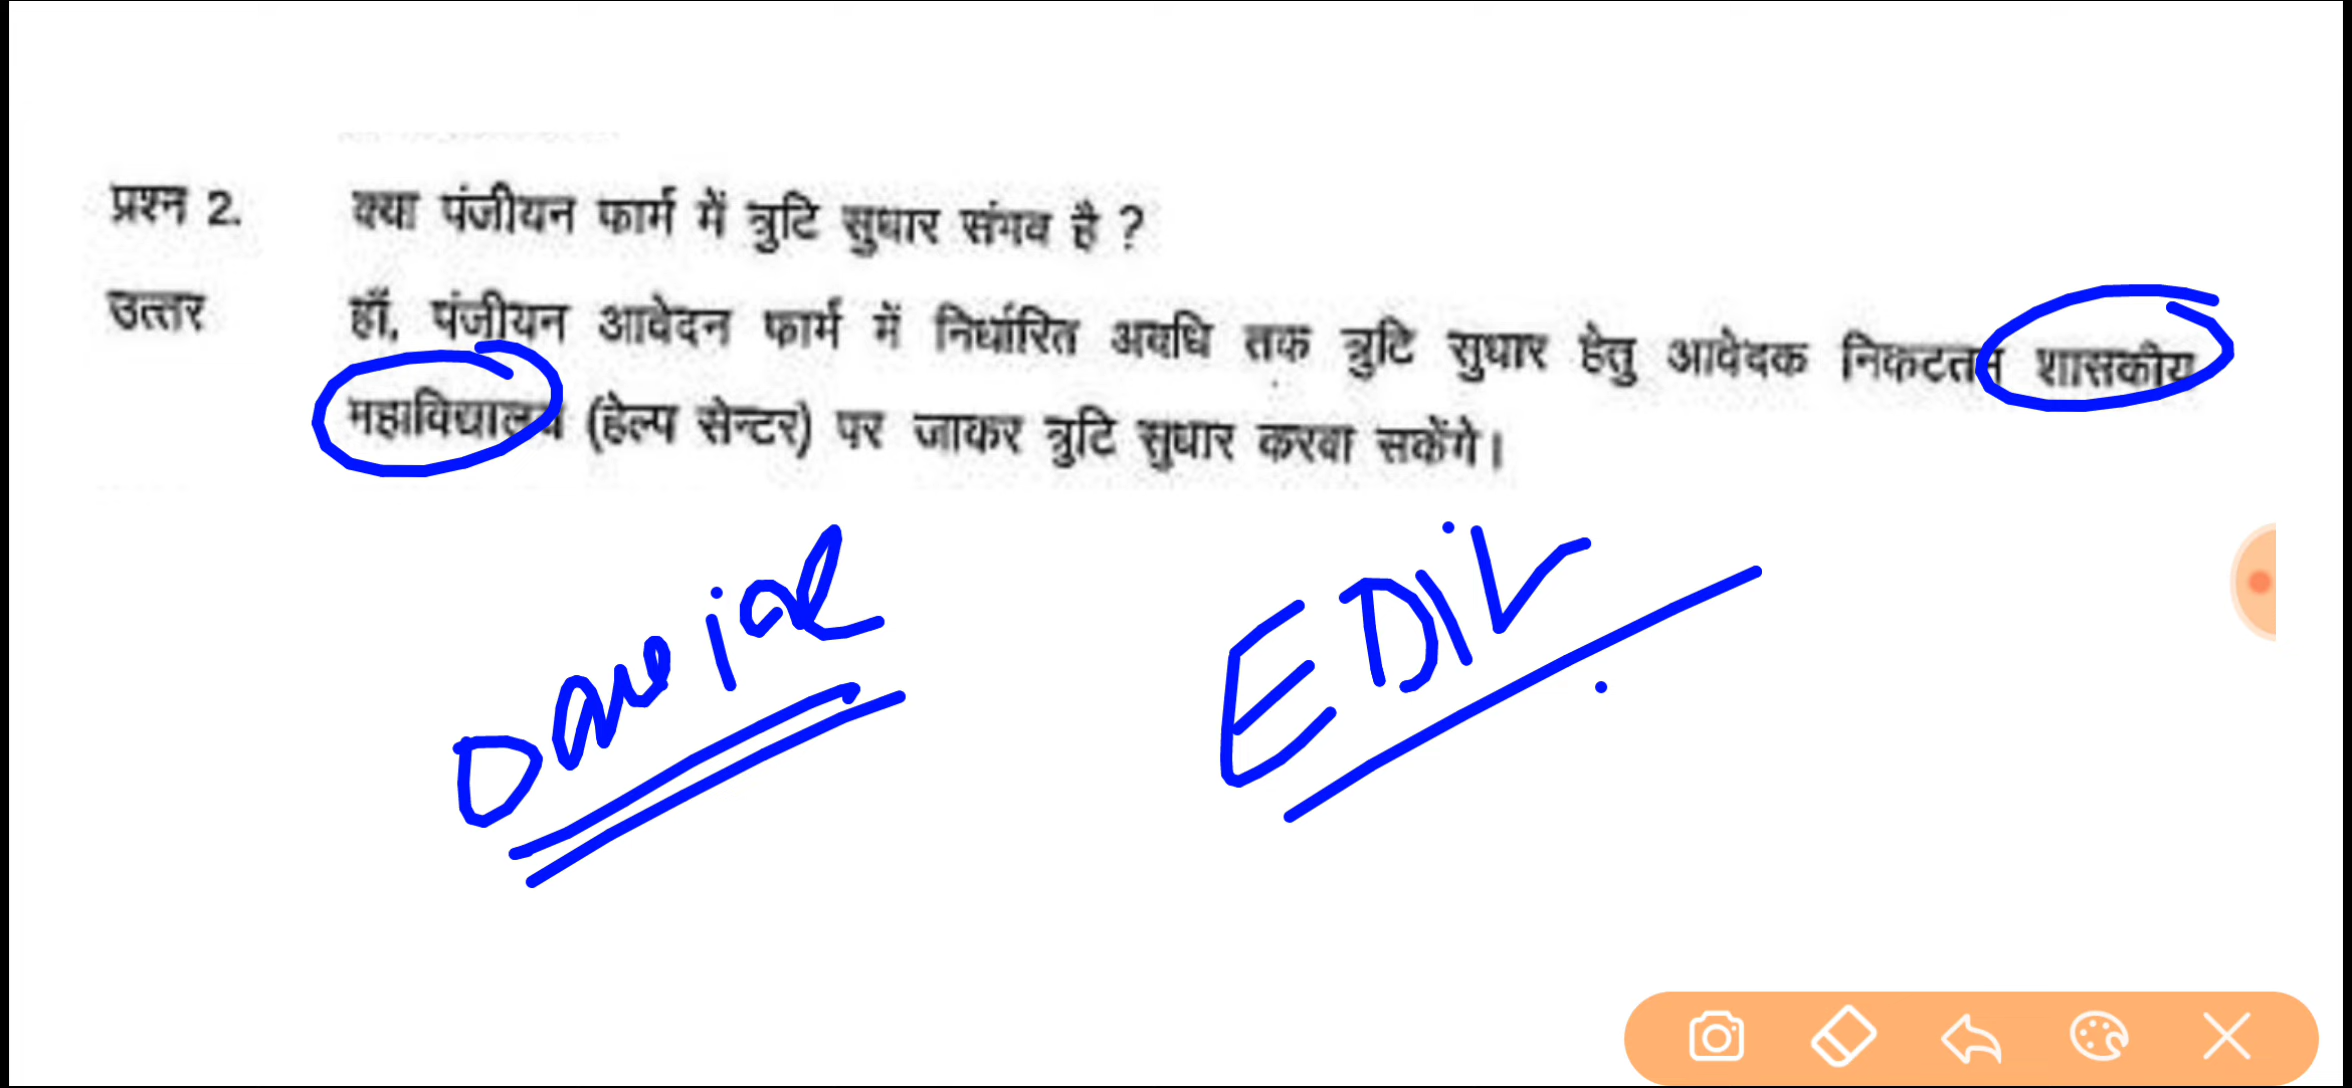 प्रश्न 2. क्या पंजीयन फार्म में त्रुटि सुधार संभव है ?
उत्तर हाँ, पंजीयन आवेदन फार्म में निर्धारित अवधि तक त्रुटि सुधार हेतु आवेदक निकटतम शासकीय
महाविद्यालय (हेल्प सेन्टर) पर जाकर त्रुटि सुधार करवा सकेंगे।